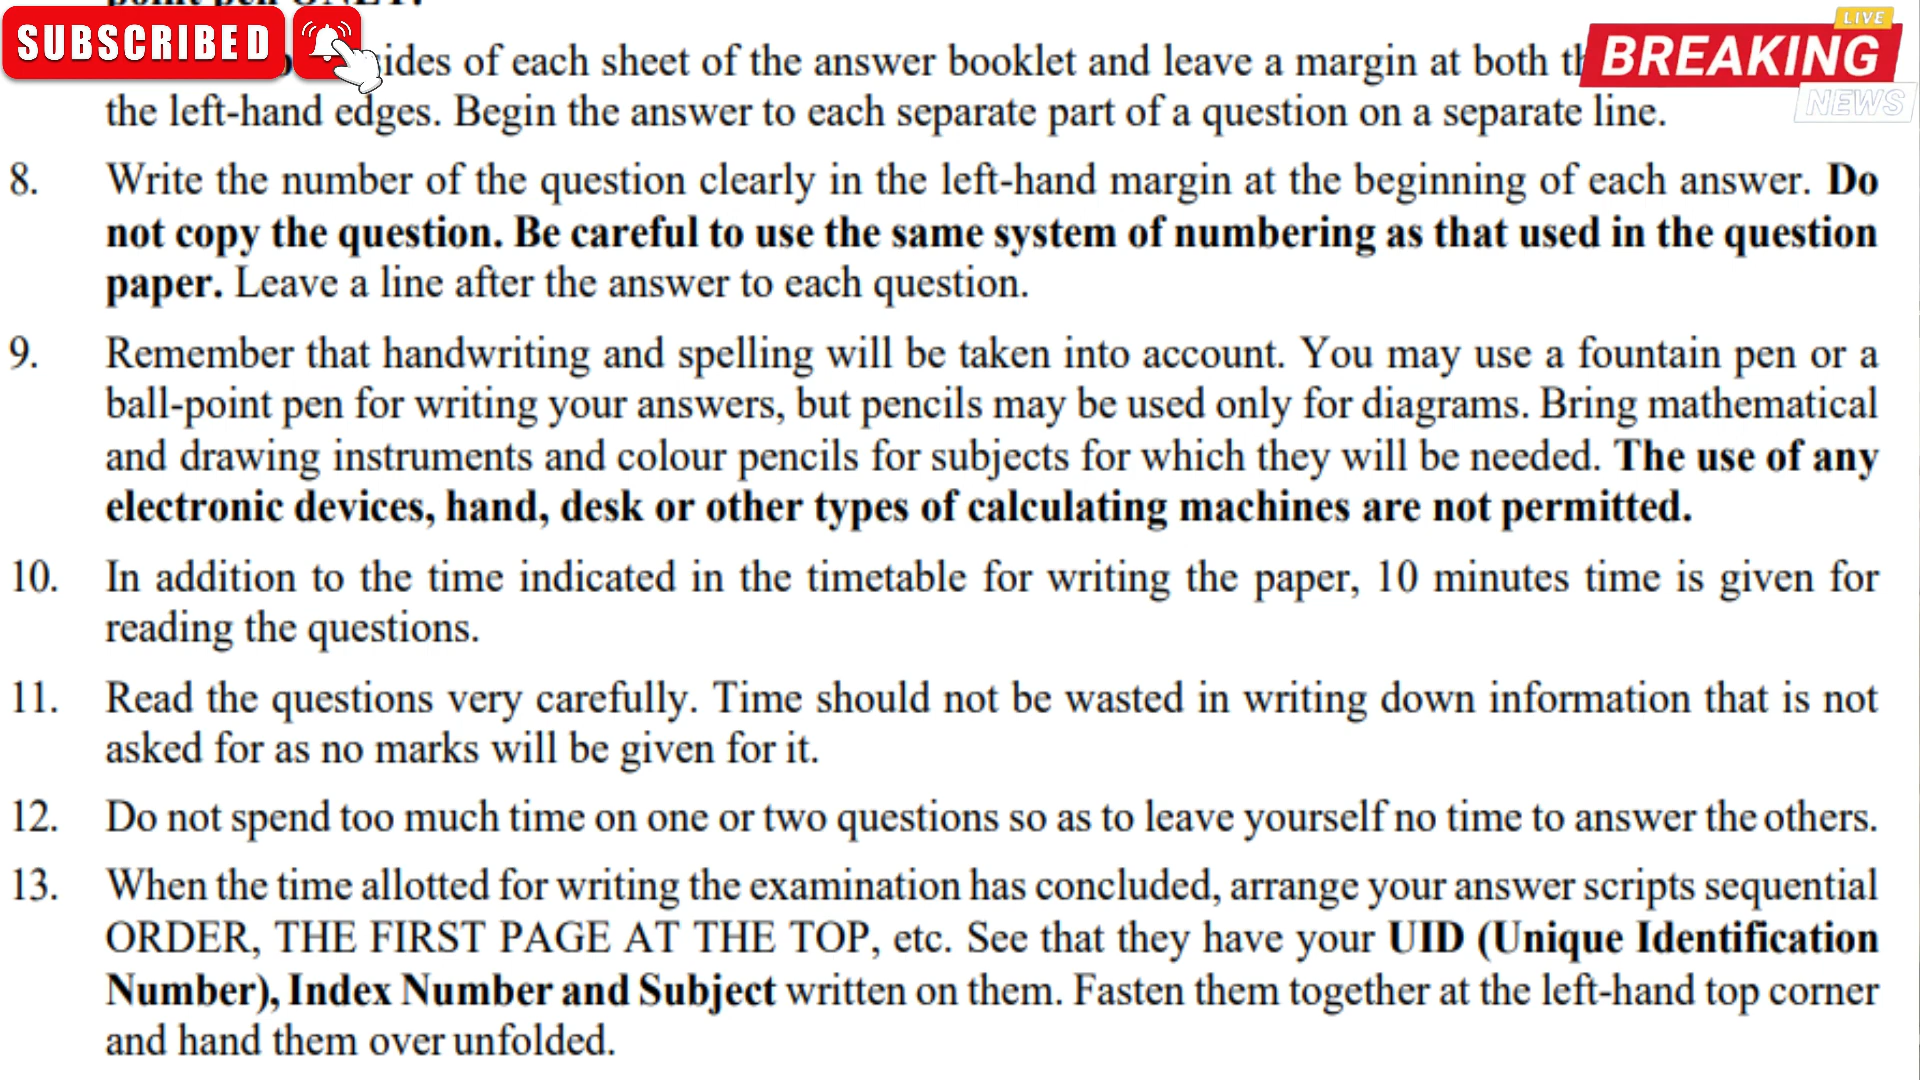 point pen ONLY.
SUBSCRIBED
LIVE
BREAKING
NEWS
sides of each sheet of the answer booklet and leave a margin at both
the left-hand edges. Begin the answer to each separate part of a question on a separate line.
8. Write the number of the question clearly in the left-hand margin at the beginning of each answer. Do
not copy the question. Be careful to use the same system of numbering as that used in the question
paper. Leave a line after the answer to each question.
9. Remember that handwriting and spelling will be taken into account. You may use a fountain pen or a
ball-point pen for writing your answers, but pencils may be used only for diagrams. Bring mathematical
and drawing instruments and colour pencils for subjects for which they will be needed. The use of any
electronic devices, hand, desk or other types of calculating machines are not permitted.
10. In addition to the time indicated in the timetable for writing the paper, 10 minutes time is given for
reading the questions.
11. Read the questions very carefully. Time should not be wasted in writing down information that is not
asked for as no marks will be given for it.
12. Do not spend too much time on one or two questions so as to leave yourself no time to answer the others.
13. When the time allotted for writing the examination has concluded, arrange your answer scripts sequential
ORDER, THE FIRST PAGE AT THE TOP, etc. See that they have your UID (Unique Identification
Number), Index Number and Subject written on them. Fasten them together at the left-hand top corner
and hand them over unfolded.